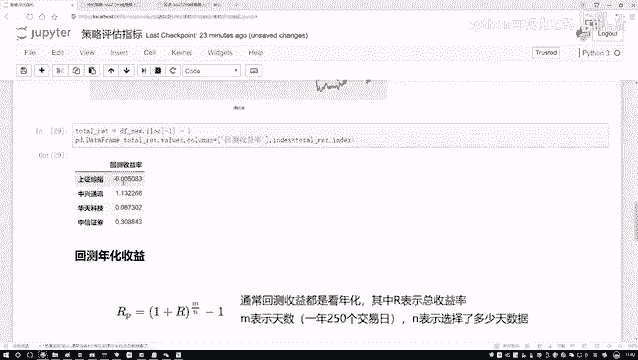 jupyter 策略评估指标 Last Checkpoint: 23 minutes ago (unsaved changes)
Logout
File Edit View Insert Cell Kernel Widgets Help
Trusted
Python 3
Code
date
In [29]: total_ret = df_new.iloc[-1] - 1
pd.DataFrame(total_ret.values,columns=['回测收益率'],index=total_ret.index)
Out[29]:
回测收益率
上证指数 -0.005083
中兴通讯 1.132266
华天科技 0.067302
中信证券 0.308843
回测年化收益
Rₚ = (1 + R)^(m/n) − 1
通常回测收益都是看年化，其中R表示总收益率
m表示天数（一年250个交易日），n表示选择了多少天数据